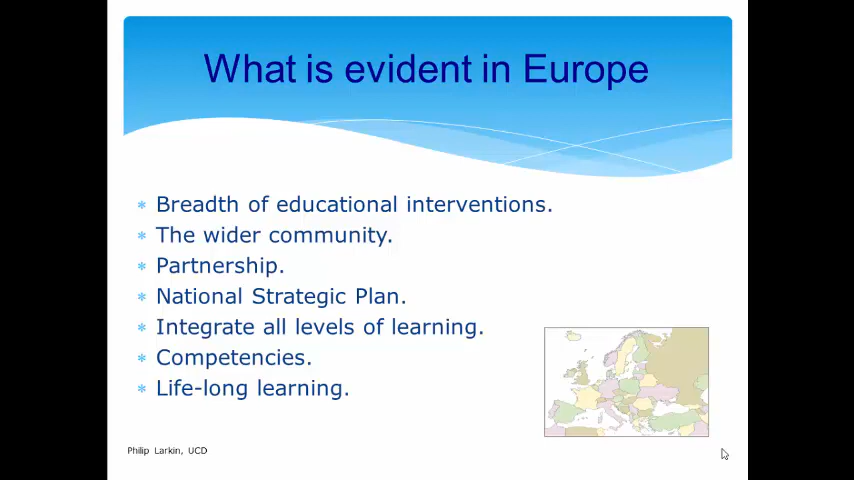 What is evident in Europe
* Breadth of educational interventions.
* The wider community.
* Partnership.
* National Strategic Plan.
* Integrate all levels of learning.
* Competencies.
* Life-long learning.
Philip Larkin, UCD